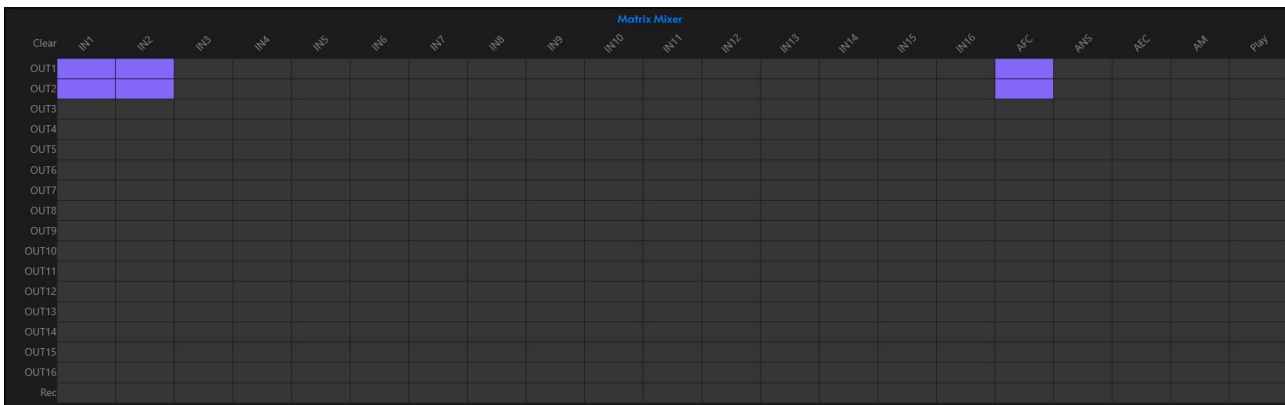 Matrix Mixer
Clear IN1 IN2 IN3 IN4 IN5 IN6 IN7 IN8 IN9 IN10 IN11 IN12 IN13 IN14 IN15 IN16 AFC ANS AEC AM Play
OUT1
OUT2
OUT3
OUT4
OUT5
OUT6
OUT7
OUT8
OUT9
OUT10
OUT11
OUT12
OUT13
OUT14
OUT15
OUT16
Rec